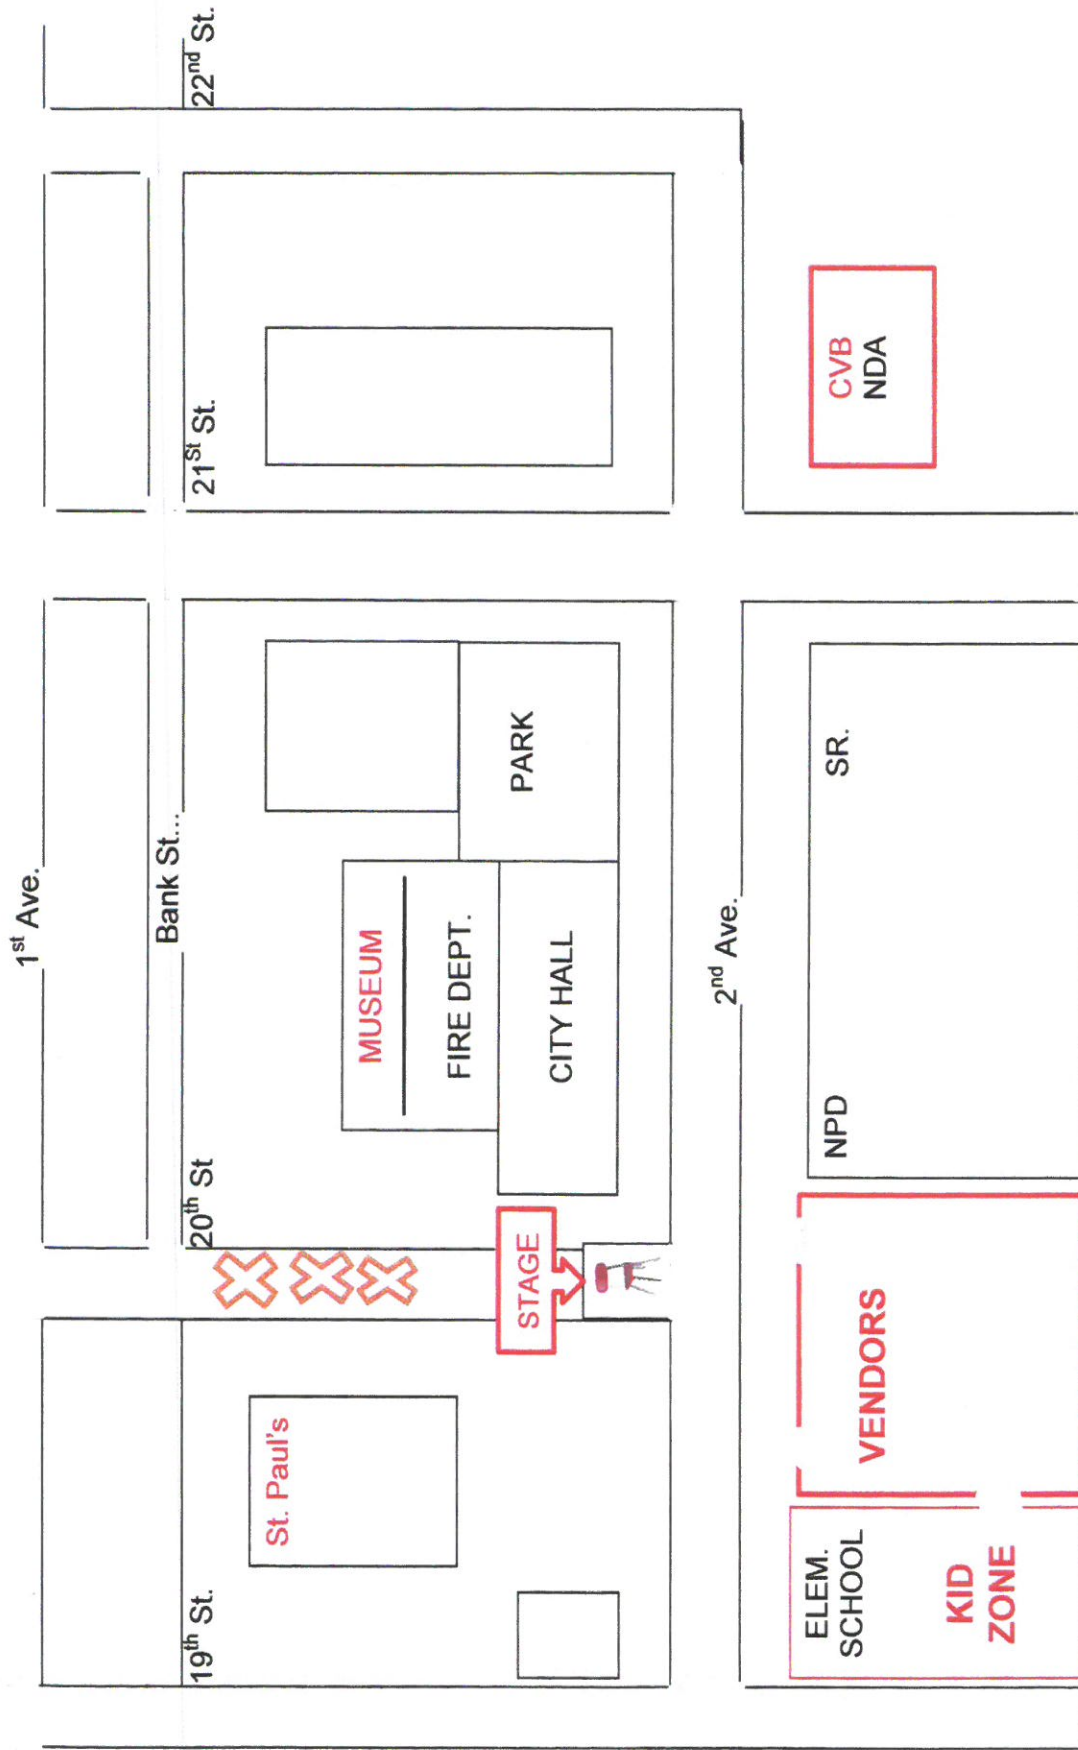 1st Ave.
Bank St...
19th St.
20th St
21St St.
22nd St.
St. Paul's
MUSEUM
FIRE DEPT.
CITY HALL
PARK
STAGE
2nd Ave.
ELEM.
SCHOOL
KID
ZONE
VENDORS
NPD
SR.
CVB
NDA